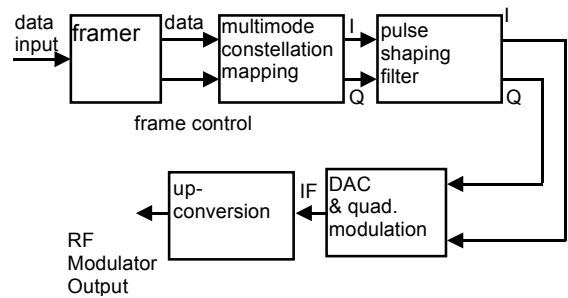 data
input
framer
data
multimode
constellation
mapping
I
Q
pulse
shaping
filter
I
Q
frame control
up-
conversion
IF
DAC
& quad.
modulation
RF
Modulator
Output